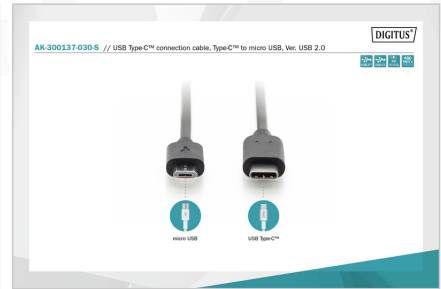 DIGITUS®
AK-300137-030-S // USB Type-C™ connection cable, Type-C™ to micro USB, Ver. USB 2.0
micro USB
USB Type-C™